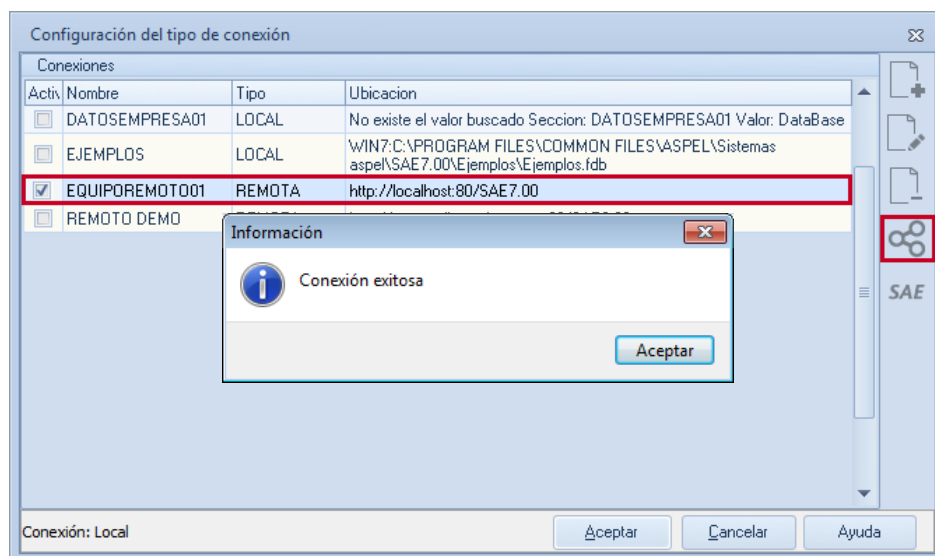 Configuración del tipo de conexión
Conexiones
Activ Nombre Tipo Ubicacion
DATOSEMPRESA01 LOCAL No existe el valor buscado Seccion: DATOSEMPRESA01 Valor: DataBase
EJEMPLOS LOCAL WIN7:C:\PROGRAM FILES\COMMON FILES\ASPEL\Sistemas
aspel\SAE7.00\Ejemplos\Ejemplos.fdb
EQUIPOREMOTO01 REMOTA http://localhost:80/SAE7.00
REMOTO DEMO
Información
Conexión exitosa
Aceptar
SAE
Conexión: Local Aceptar Cancelar Ayuda